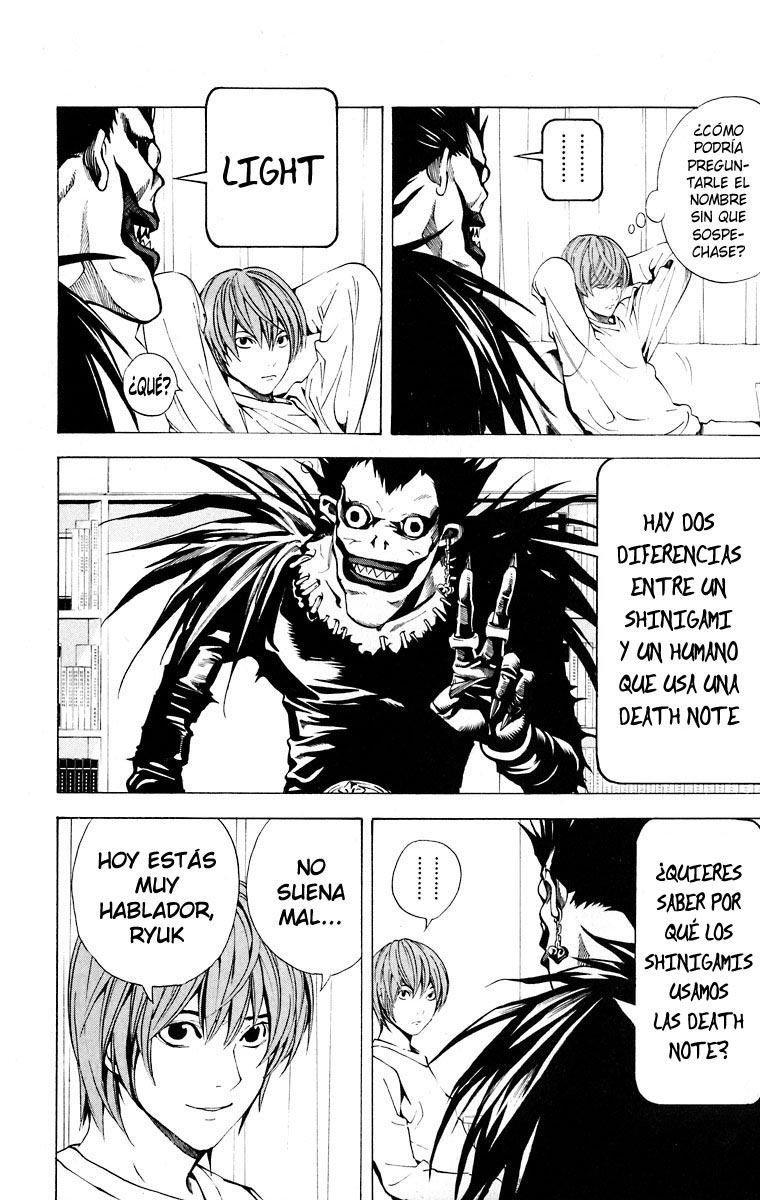 ¿CÓMO
PODRÍA
PREGUN-
TARLE EL
NOMBRE
SIN QUE
SOSPE-
CHASE?
......
LIGHT
¿QUÉ?
HAY DOS
DIFERENCIAS
ENTRE UN
SHINIGAMI
Y UN HUMANO
QUE USA UNA
DEATH NOTE
¿QUIERES
SABER POR
QUÉ LOS
SHINIGAMIS
USAMOS
LAS DEATH
NOTE?
......
NO
SUENA
MAL...
HOY ESTÁS
MUY
HABLADOR,
RYUK